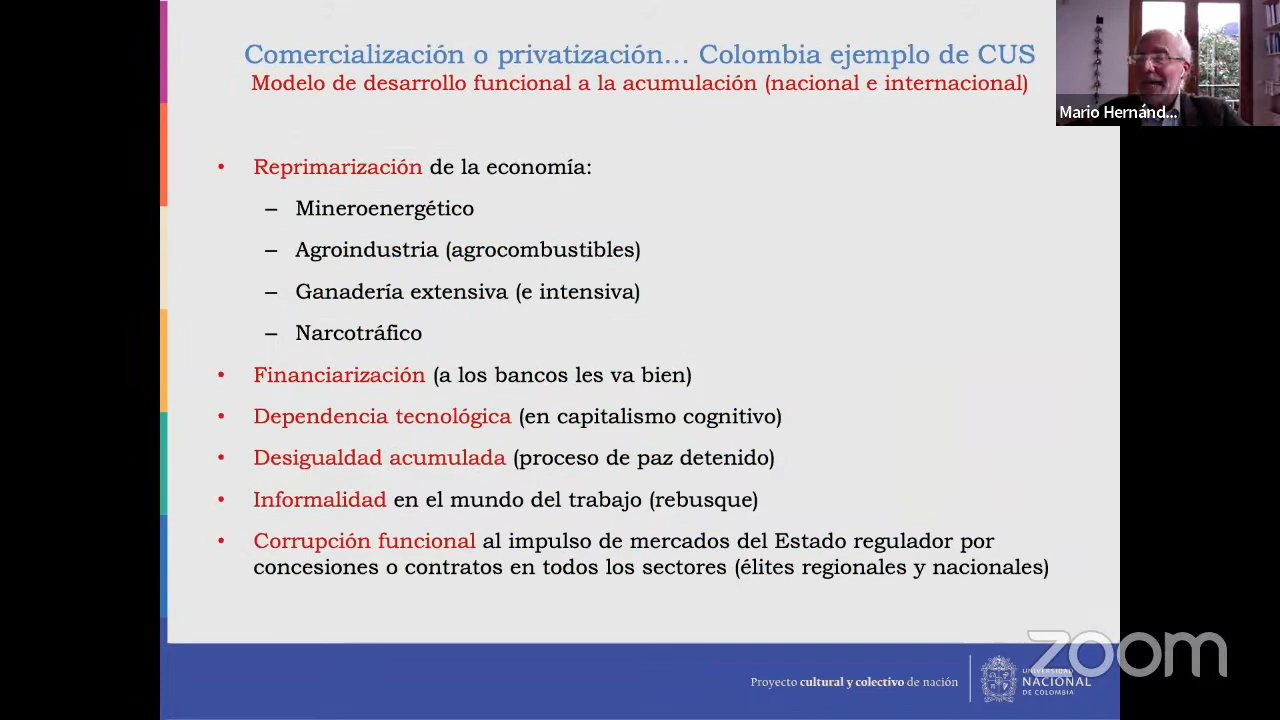 Comercialización o privatización... Colombia ejemplo de CUS
Modelo de desarrollo funcional a la acumulación (nacional e internacional)
Mario Hernánd...
• Reprimarización de la economía:
– Mineroenergético
– Agroindustria (agrocombustibles)
– Ganadería extensiva (e intensiva)
– Narcotráfico
• Financiarización (a los bancos les va bien)
• Dependencia tecnológica (en capitalismo cognitivo)
• Desigualdad acumulada (proceso de paz detenido)
• Informalidad en el mundo del trabajo (rebusque)
• Corrupción funcional al impulso de mercados del Estado regulador por
concesiones o contratos en todos los sectores (élites regionales y nacionales)
zoom
Proyecto cultural y colectivo de nación
UNIVERSIDAD
NACIONAL
DE COLOMBIA